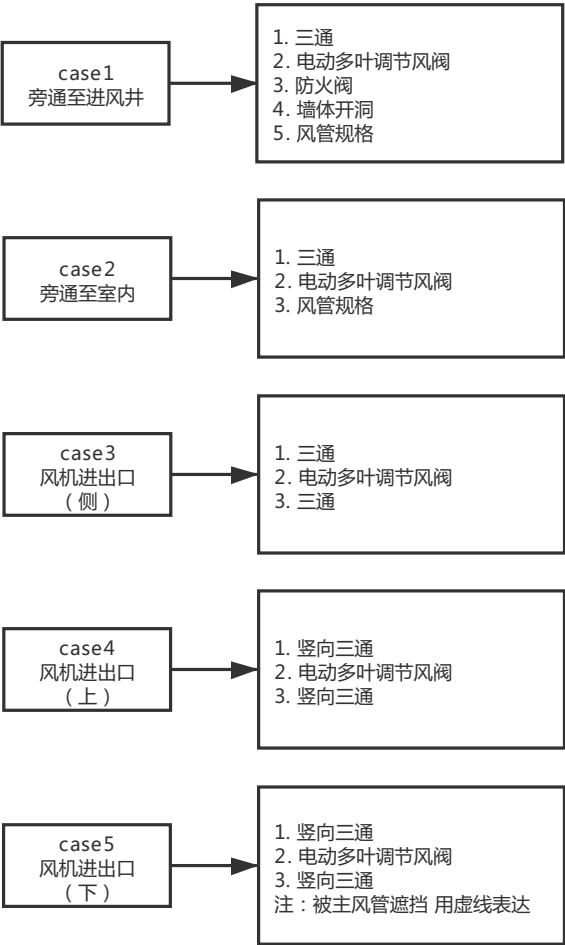 case1
旁通至进风井
1. 三通
2. 电动多叶调节风阀
3. 防火阀
4. 墙体开洞
5. 风管规格
case2
旁通至室内
1. 三通
2. 电动多叶调节风阀
3. 风管规格
case3
风机进出口
（侧）
1. 三通
2. 电动多叶调节风阀
3. 三通
case4
风机进出口
（上）
1. 竖向三通
2. 电动多叶调节风阀
3. 竖向三通
case5
风机进出口
（下）
1. 竖向三通
2. 电动多叶调节风阀
3. 竖向三通
注：被主风管遮挡 用虚线表达